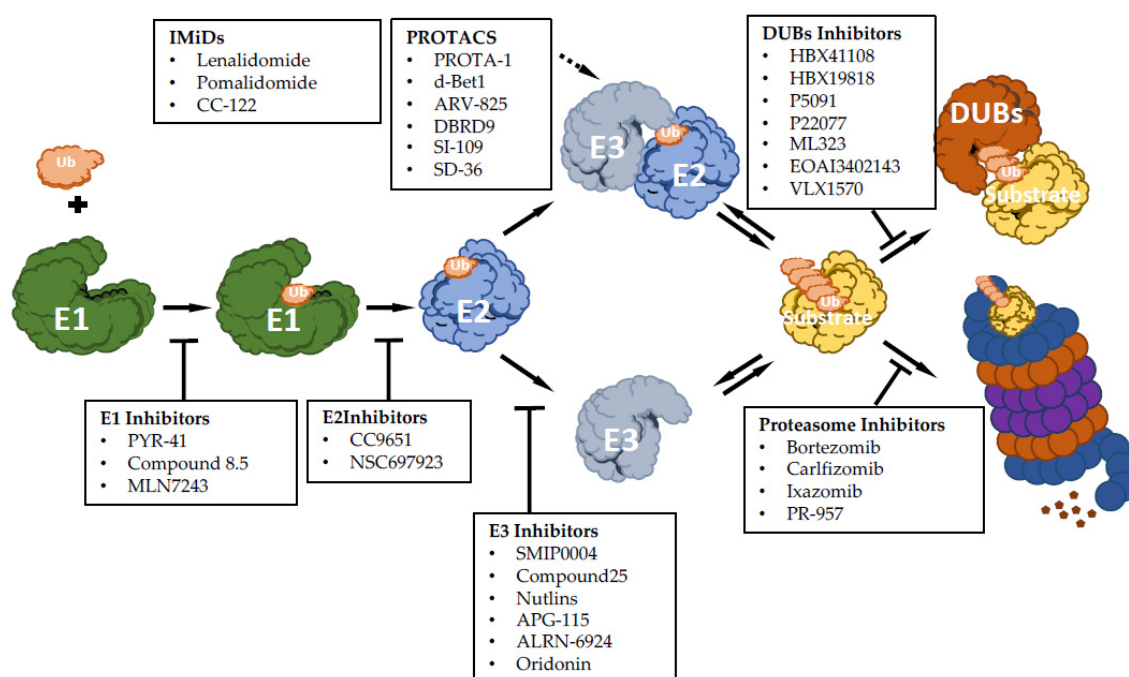 IMiDs
• Lenalidomide
• Pomalidomide
• CC-122
PROTACS
• PROTA-1
• d-Bet1
• ARV-825
• DBRD9
• SI-109
• SD-36
DUBs Inhibitors
• HBX41108
• HBX19818
• P5091
• P22077
• ML323
• EOAI3402143
• VLX1570
Ub
+
E1
Ub
E1
Ub
E2
E3
Ub
E2
E3
Ub
Substrate
DUBs
Ub
Substrate
E1 Inhibitors
• PYR-41
• Compound 8.5
• MLN7243
E2Inhibitors
• CC9651
• NSC697923
E3 Inhibitors
• SMIP0004
• Compound25
• Nutlins
• APG-115
• ALRN-6924
• Oridonin
Proteasome Inhibitors
• Bortezomib
• Carlfizomib
• Ixazomib
• PR-957